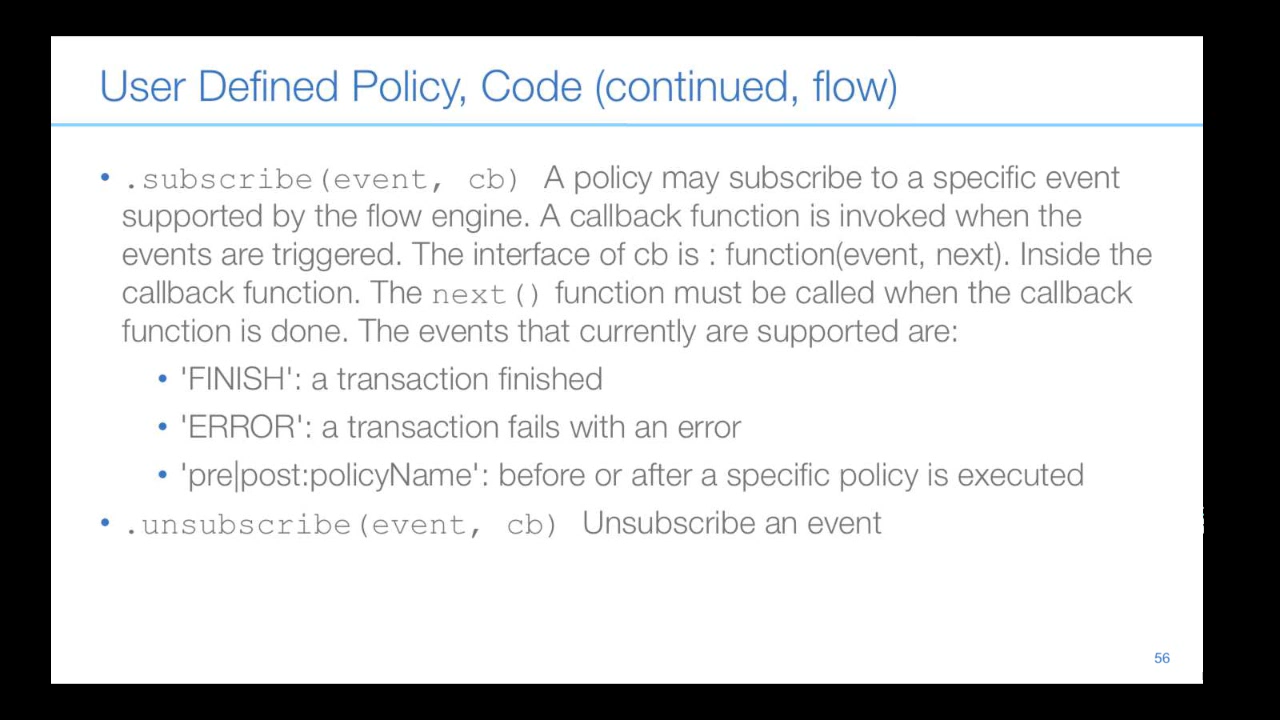 User Defined Policy, Code (continued, flow)
• .subscribe(event, cb) A policy may subscribe to a specific event
supported by the flow engine. A callback function is invoked when the
events are triggered. The interface of cb is : function(event, next). Inside the
callback function. The next() function must be called when the callback
function is done. The events that currently are supported are:
• 'FINISH': a transaction finished
• 'ERROR': a transaction fails with an error
• 'pre|post:policyName': before or after a specific policy is executed
• .unsubscribe(event, cb) Unsubscribe an event
56